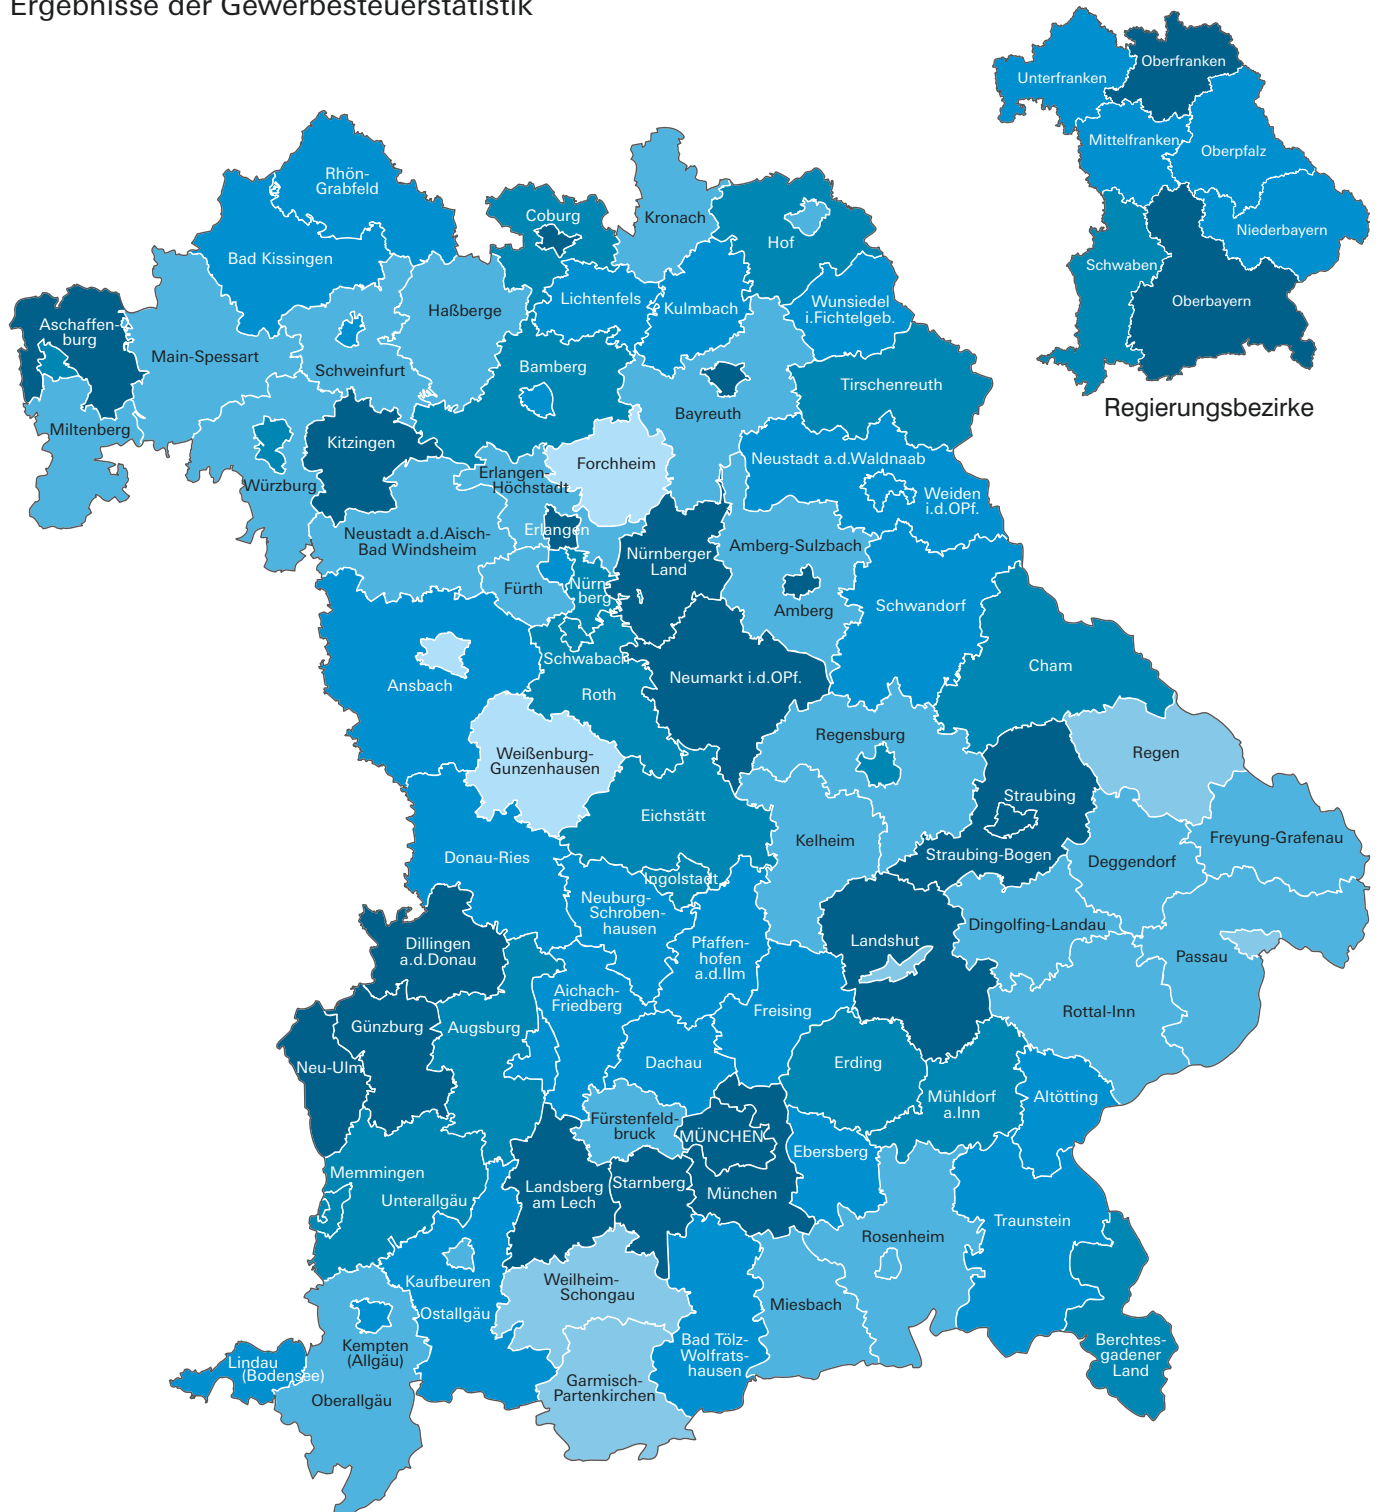 Ergebnisse der Gewerbesteuerstatistik
Oberfranken
Unterfranken
Mittelfranken
Oberpfalz
Niederbayern
Schwaben
Oberbayern
Regierungsbezirke
Rhön-
Grabfeld
Coburg
Kronach
Hof
Bad Kissingen
Lichtenfels
Kulmbach
Wunsiedel
i.Fichtelgeb.
Haßberge
Aschaffen-
burg
Main-Spessart
Schweinfurt
Bamberg
Tirschenreuth
Bayreuth
Miltenberg
Kitzingen
Forchheim
Neustadt a.d.Waldnaab
Erlangen-
Höchstadt
Würzburg
Weiden
i.d.OPf.
Neustadt a.d.Aisch-
Bad Windsheim
Erlangen
Nürnberger
Land
Amberg-Sulzbach
Fürth
Nürn-
berg
Amberg
Schwandorf
Schwabach
Cham
Ansbach
Roth
Neumarkt i.d.OPf.
Regensburg
Regen
Weißenburg-
Gunzenhausen
Straubing
Eichstätt
Kelheim
Freyung-Grafenau
Donau-Ries
Straubing-Bogen
Deggendorf
Ingolstadt
Neuburg-
Schroben-
hausen
Dingolfing-Landau
Dillingen
a.d.Donau
Pfaffen-
hofen
a.d.Ilm
Landshut
Passau
Aichach-
Friedberg
Freising
Rottal-Inn
Günzburg
Augsburg
Neu-Ulm
Dachau
Erding
Mühldorf
a.Inn
Altötting
Fürstenfeld-
bruck
MÜNCHEN
Ebersberg
Memmingen
Unterallgäu
Landsberg
am Lech
Starnberg
München
Traunstein
Rosenheim
Kaufbeuren
Weilheim-
Schongau
Ostallgäu
Miesbach
Kempten
(Allgäu)
Bad Tölz-
Wolfrats-
hausen
Berchtes-
gadener
Land
Lindau
(Bodensee)
Garmisch-
Partenkirchen
Oberallgäu